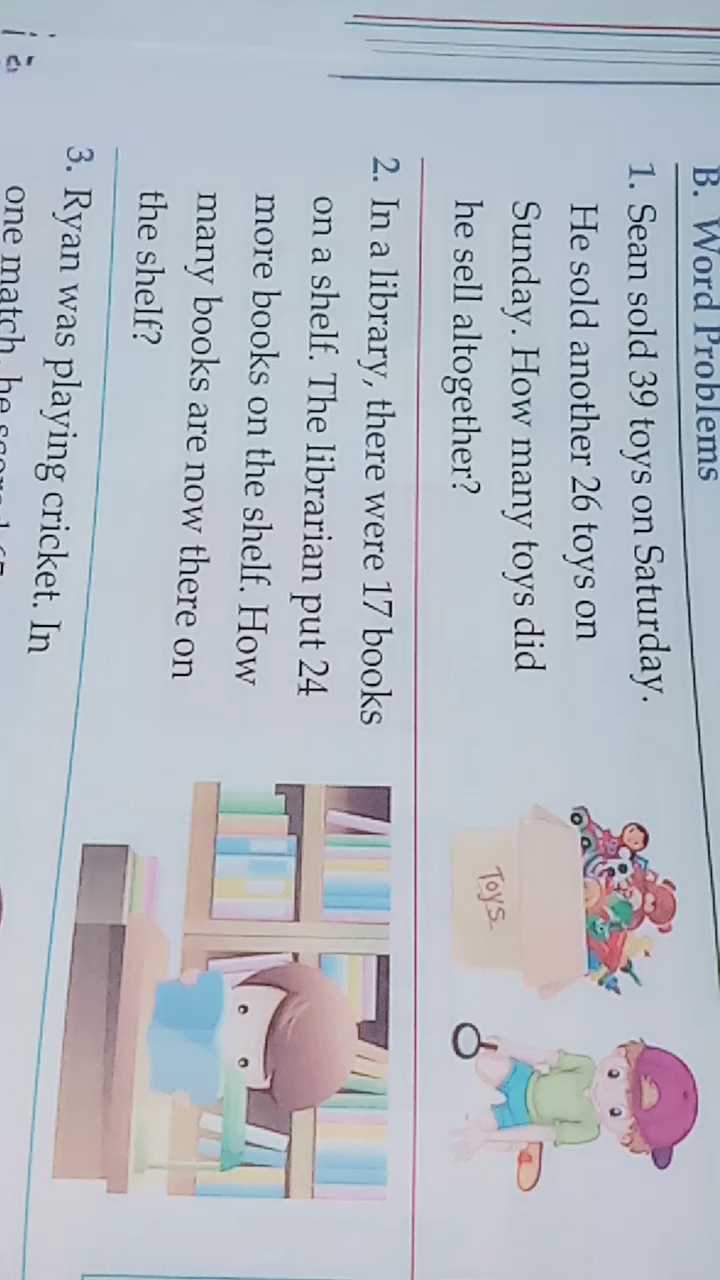 B. Word Problems
1. Sean sold 39 toys on Saturday.
He sold another 26 toys on
Sunday. How many toys did
he sell altogether?
Toys
2. In a library, there were 17 books
on a shelf. The librarian put 24
more books on the shelf. How
many books are now there on
the shelf?
3. Ryan was playing cricket. In
one match, he